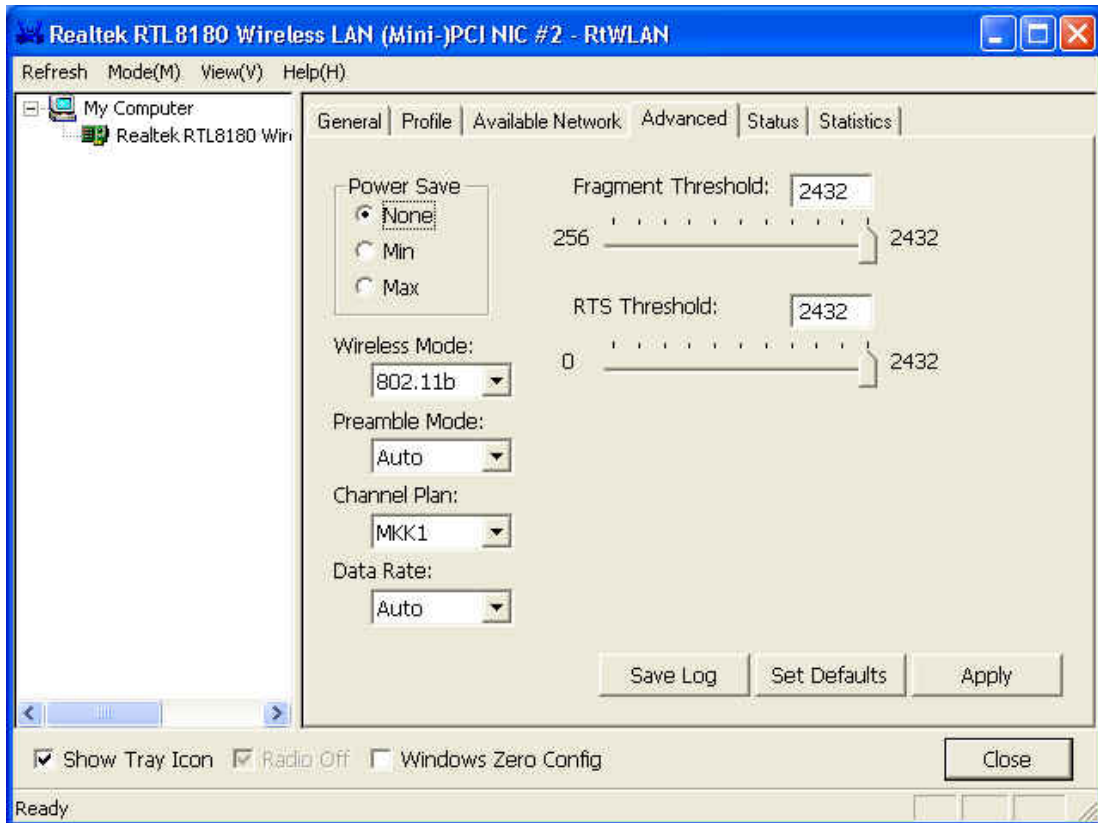 Realtek RTL8180 Wireless LAN (Mini-)PCI NIC #2 - RtWLAN
Refresh Mode(M) View(V) Help(H)
My Computer
Realtek RTL8180 Wir
General Profile Available Network Advanced Status Statistics
Power Save
None
Min
Max
Fragment Threshold: 2432
256 2432
RTS Threshold: 2432
0 2432
Wireless Mode:
802.11b
Preamble Mode:
Auto
Channel Plan:
MKK1
Data Rate:
Auto
Save Log Set Defaults Apply
Show Tray Icon Radio Off Windows Zero Config Close
Ready